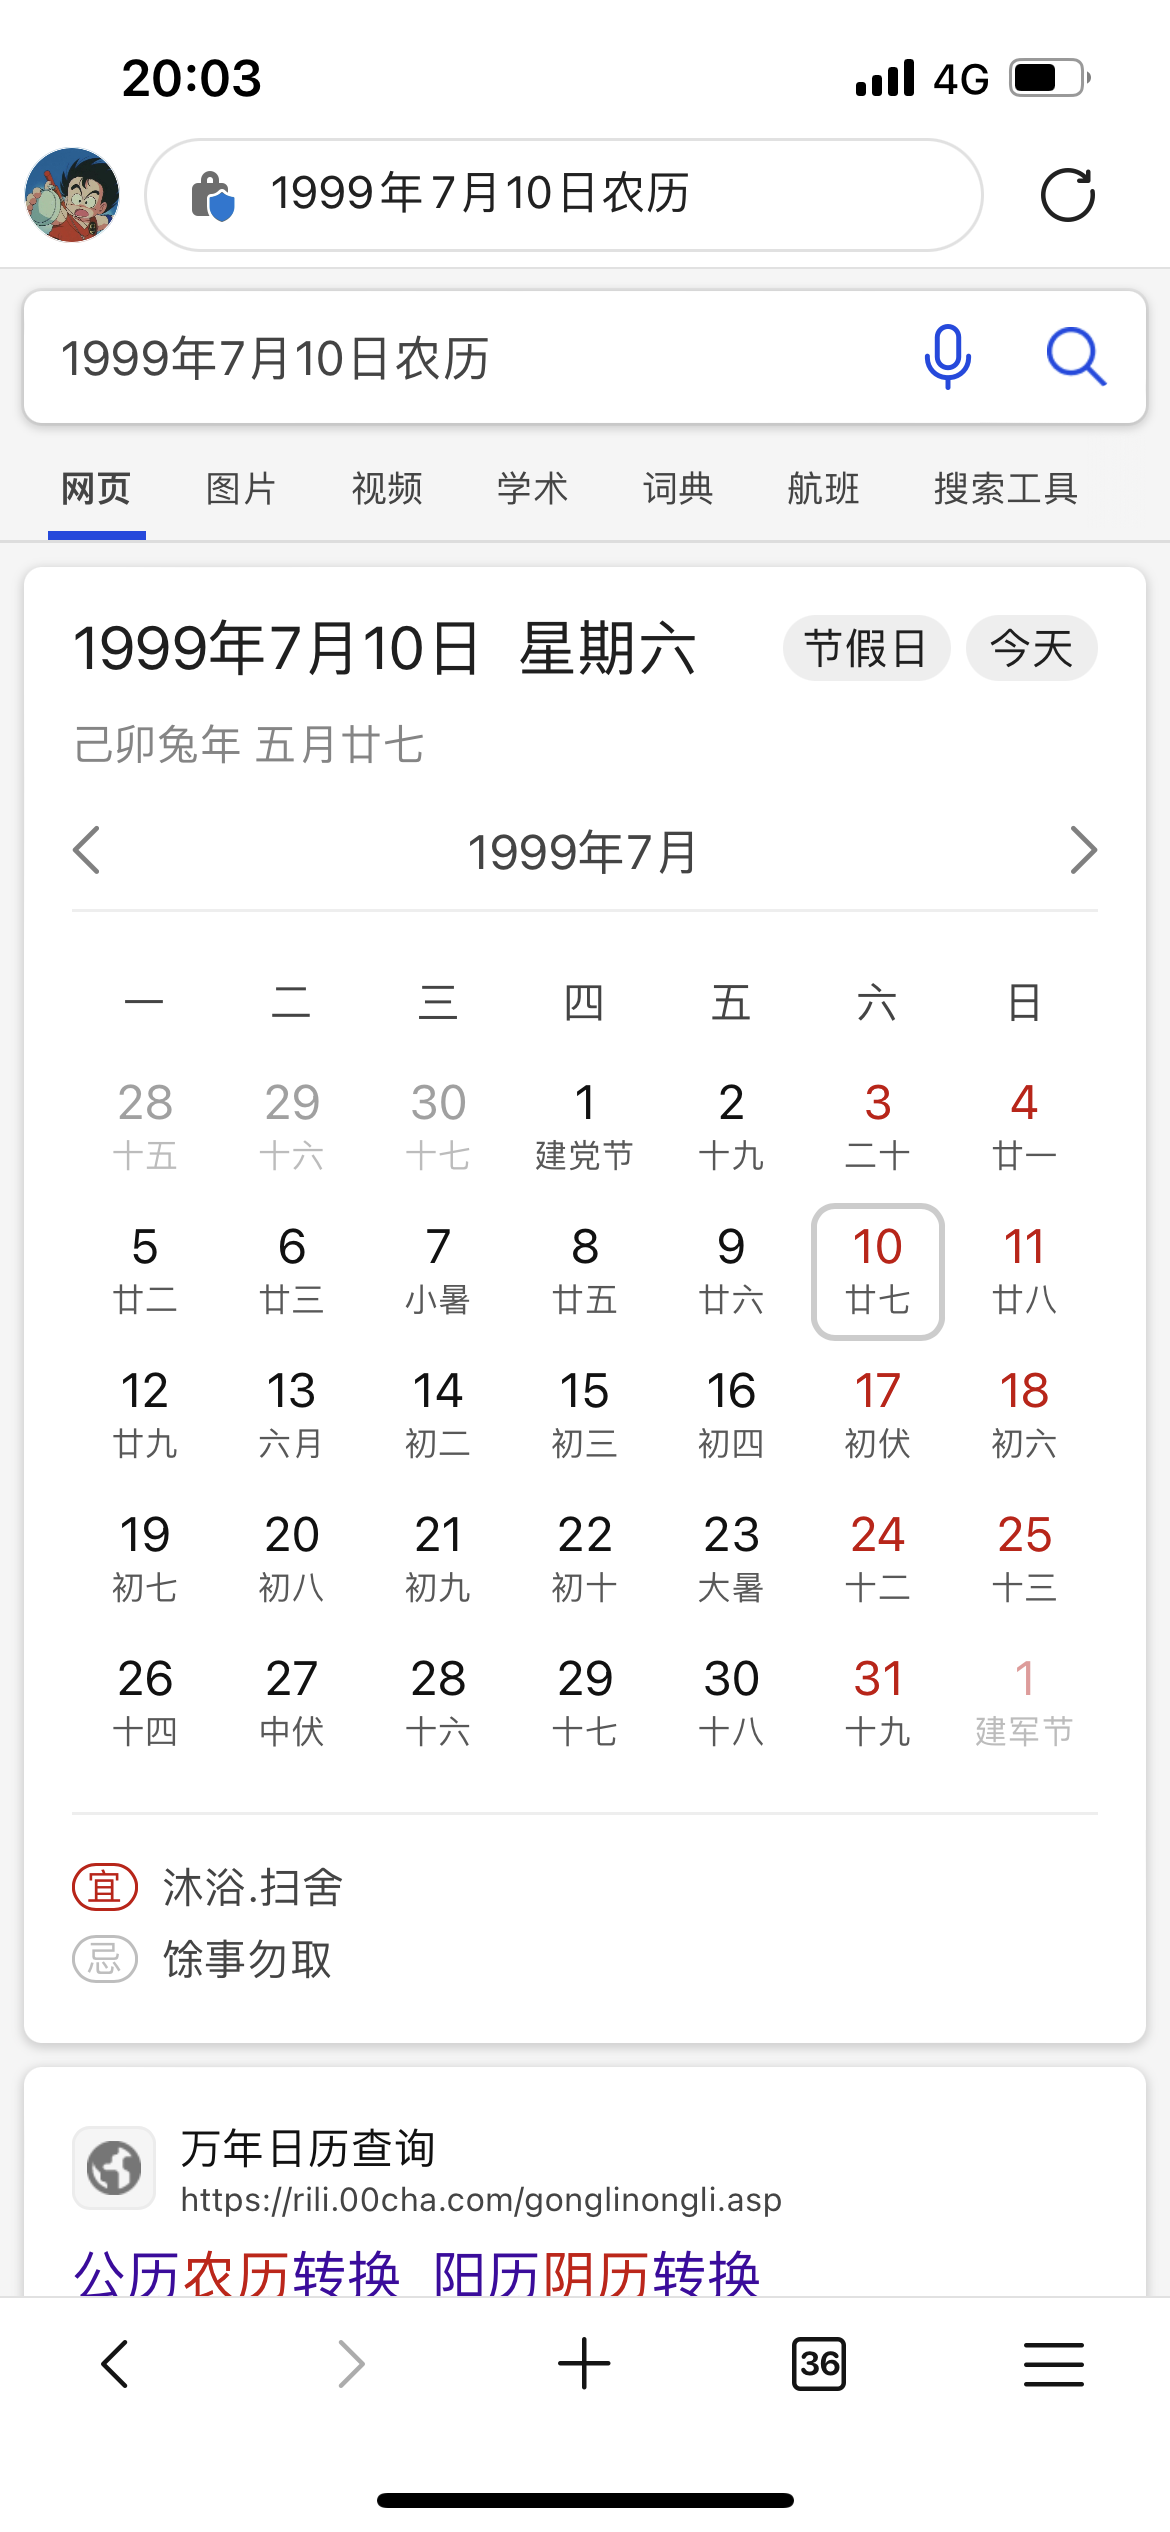 20:03
4G
1999年7月10日农历
1999年7月10日农历
网页 图片 视频 学术 词典 航班 搜索工具
1999年7月10日 星期六 节假日 今天
己卯兔年 五月廿七
1999年7月
一 二 三 四 五 六 日
28 29 30 1 2 3 4
十五 十六 十七 建党节 十九 二十 廿一
5 6 7 8 9 10 11
廿二 廿三 小暑 廿五 廿六 廿七 廿八
12 13 14 15 16 17 18
廿九 六月 初二 初三 初四 初伏 初六
19 20 21 22 23 24 25
初七 初八 初九 初十 大暑 十二 十三
26 27 28 29 30 31 1
十四 中伏 十六 十七 十八 十九 建军节
宜 沐浴.扫舍
忌 馀事勿取
万年日历查询
https://rili.00cha.com/gonglinongli.asp
公历农历转换 阳历阴历转换
36